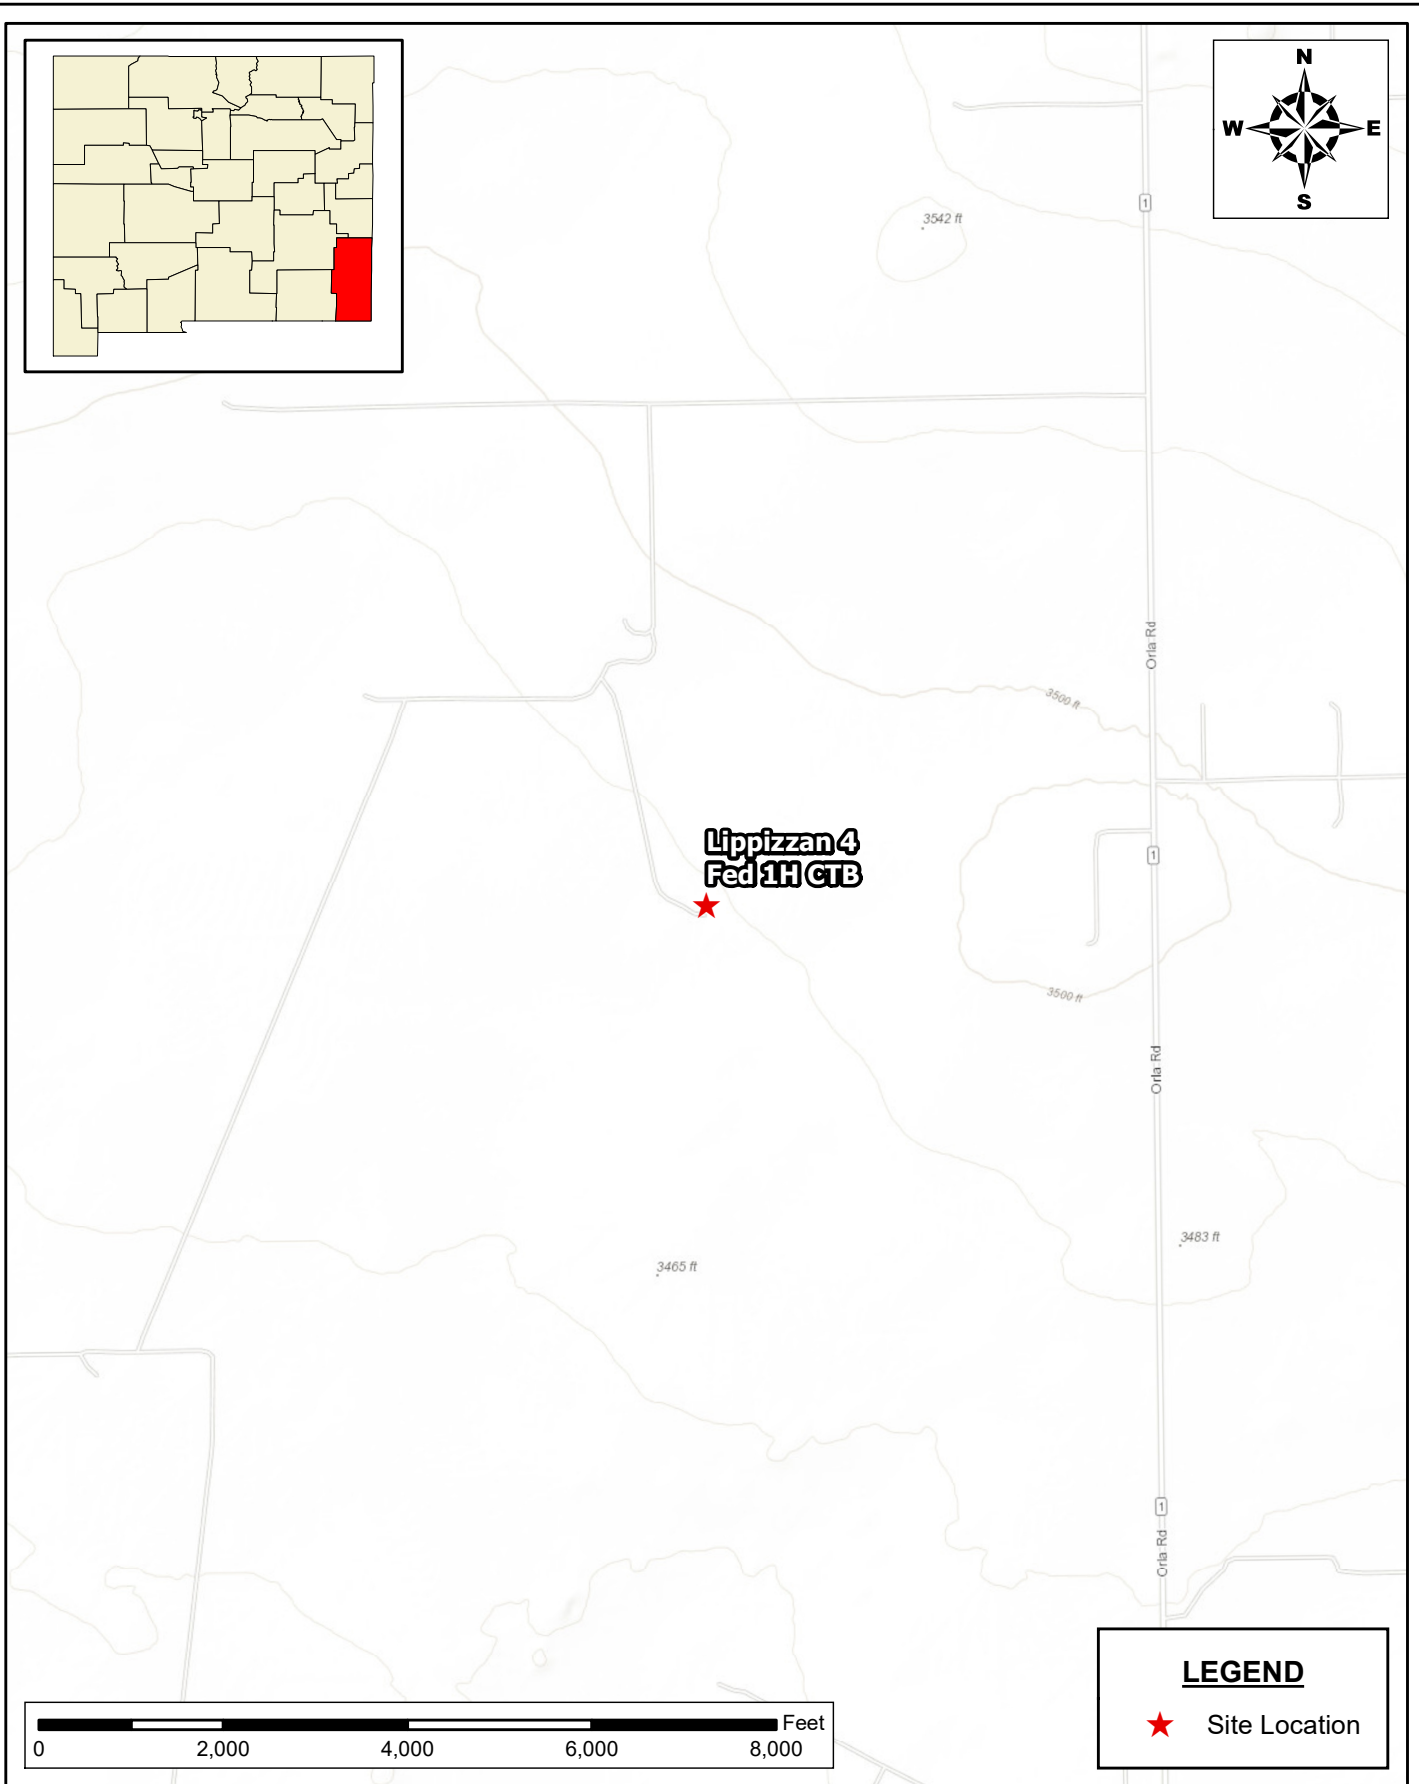 N
W E
S
1
3542 ft
Orla Rd
3500 ft
Lippizzan 4
Fed 1H CTB
1
3500 ft
Orla Rd
3483 ft
3465 ft
1
Orla Rd
LEGEND
Site Location
Feet
0 2,000 4,000 6,000 8,000